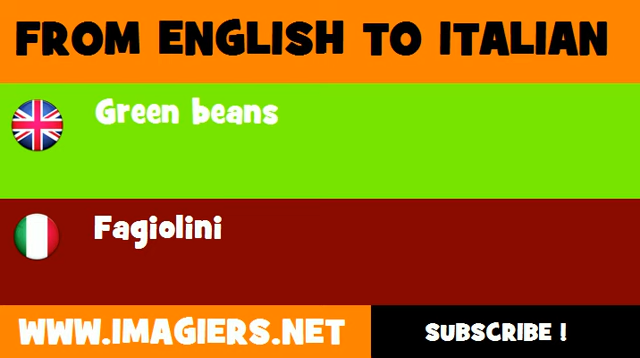 FROM ENGLISH TO ITALIAN
Green beans
Fagiolini
WWW.IMAGIERS.NET
SUBSCRIBE !